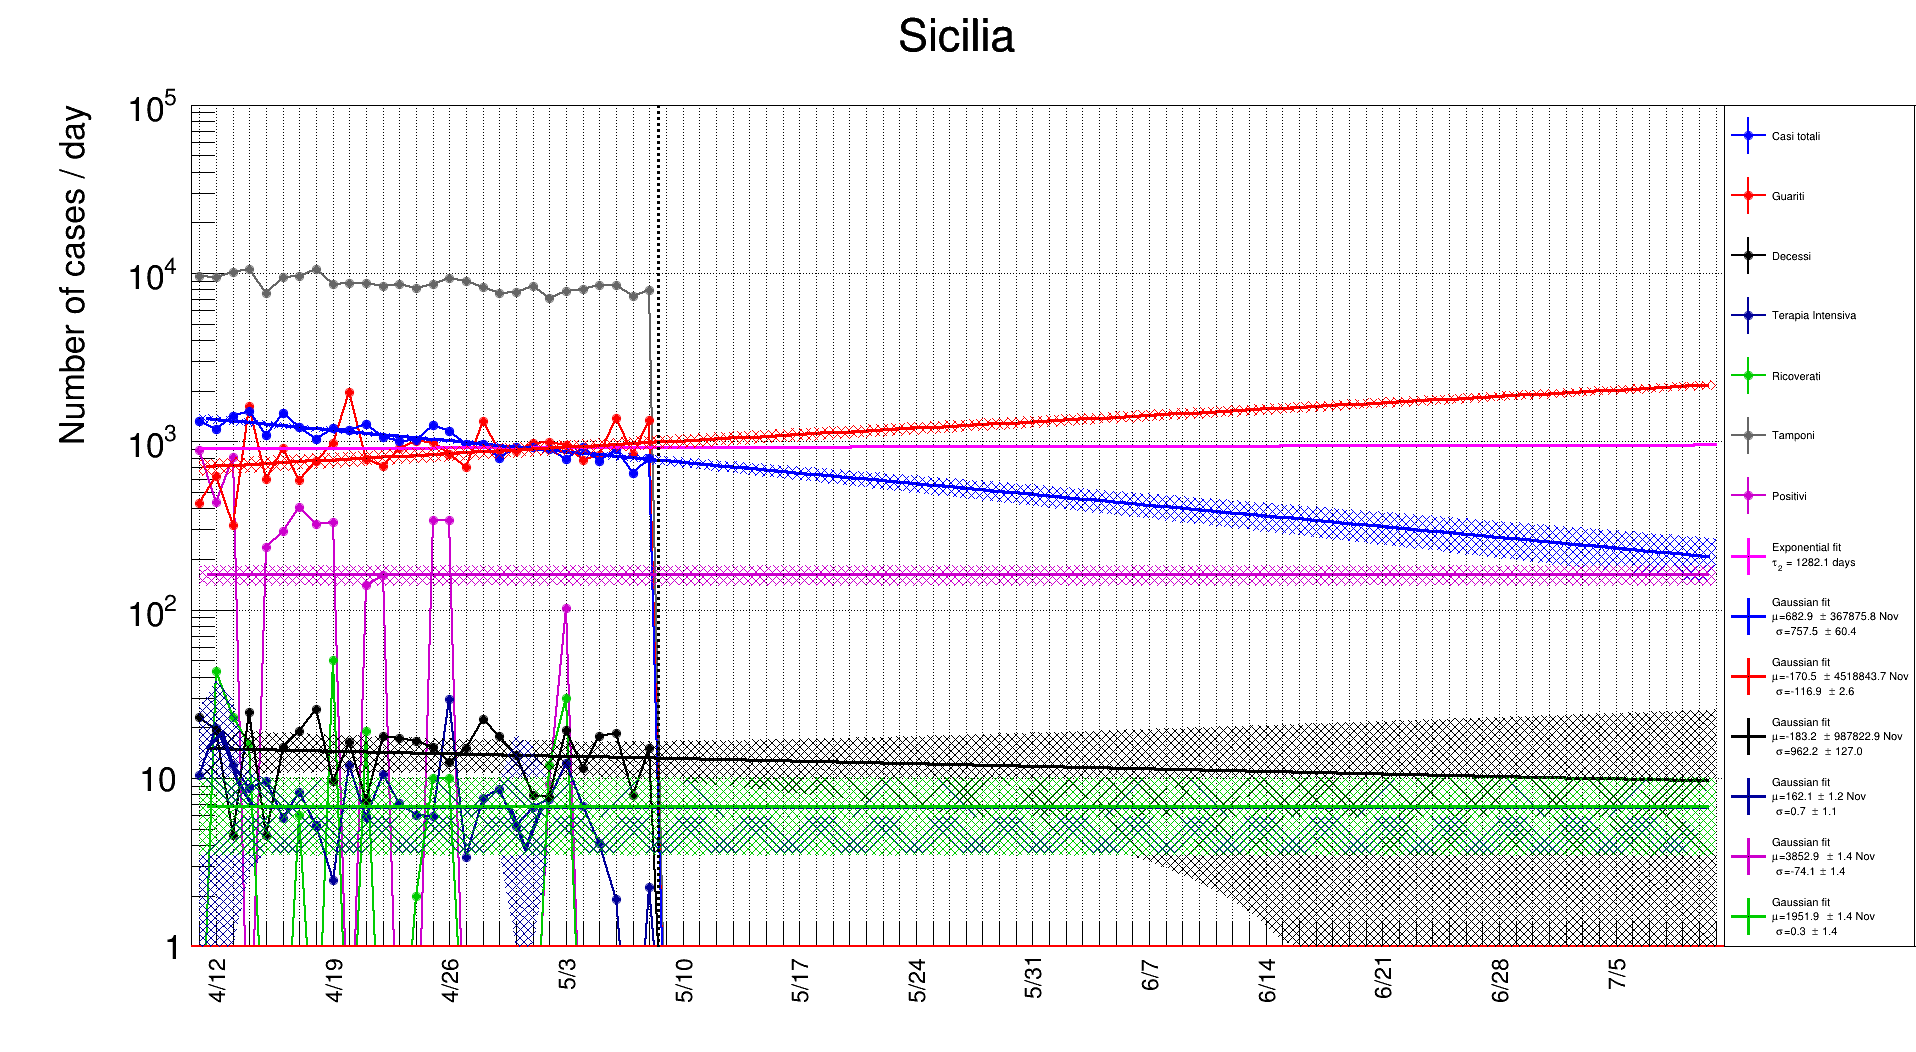 Sicilia
Number of cases / day
10^5
10^4
10^3
10^2
10
1
4/12
4/19
4/26
5/3
5/10
5/17
5/24
5/31
6/7
6/14
6/21
6/28
7/5
Casi totali
Guariti
Decessi
Terapia Intensiva
Ricoverati
Tamponi
Positivi
Exponential fit
τ₂ = 1282.1 days
Gaussian fit
μ=682.9 ± 367875.8 Nov
σ=757.5 ± 60.4
Gaussian fit
μ=-170.5 ± 4518843.7 Nov
σ=-116.9 ± 2.6
Gaussian fit
μ=-183.2 ± 987822.9 Nov
σ=962.2 ± 127.0
Gaussian fit
μ=162.1 ± 1.2 Nov
σ=0.7 ± 1.1
Gaussian fit
μ=3852.9 ± 1.4 Nov
σ=-74.1 ± 1.4
Gaussian fit
μ=1951.9 ± 1.4 Nov
σ=0.3 ± 1.4